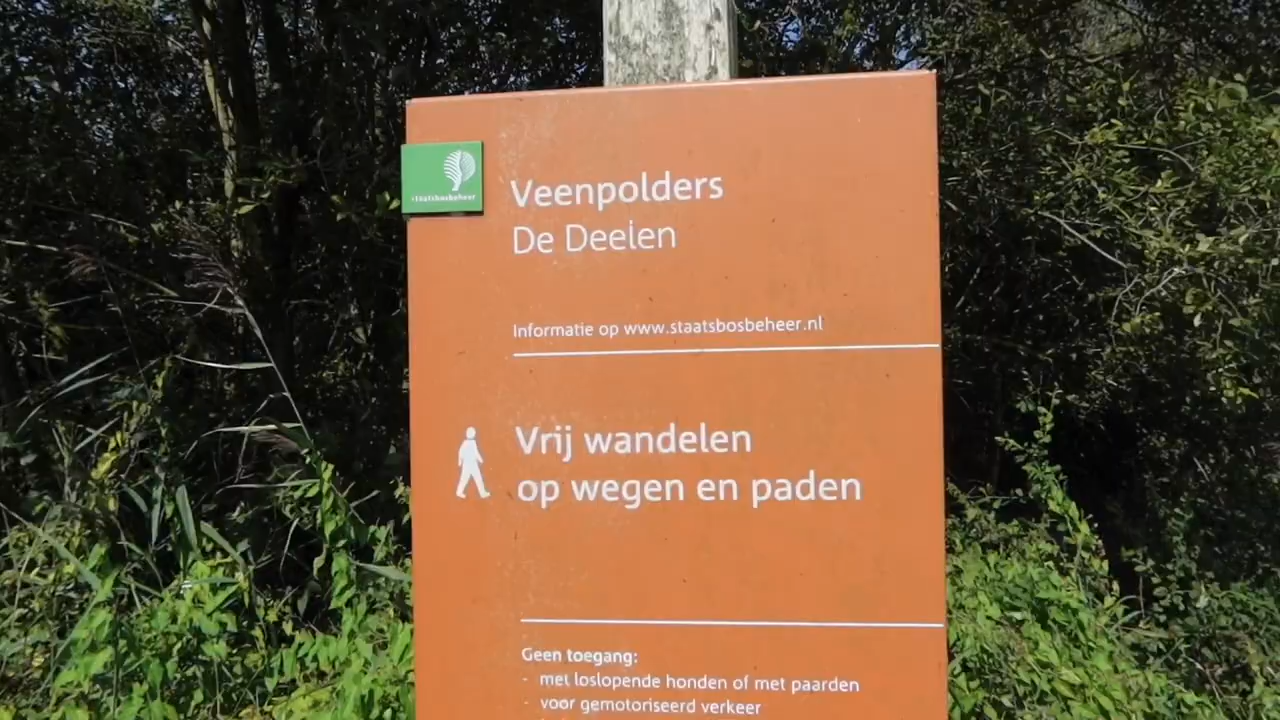 staatsbosbeheer
Veenpolders
De Deelen
Informatie op www.staatsbosbeheer.nl
Vrij wandelen
op wegen en paden
Geen toegang:
- met loslopende honden of met paarden
- voor gemotoriseerd verkeer